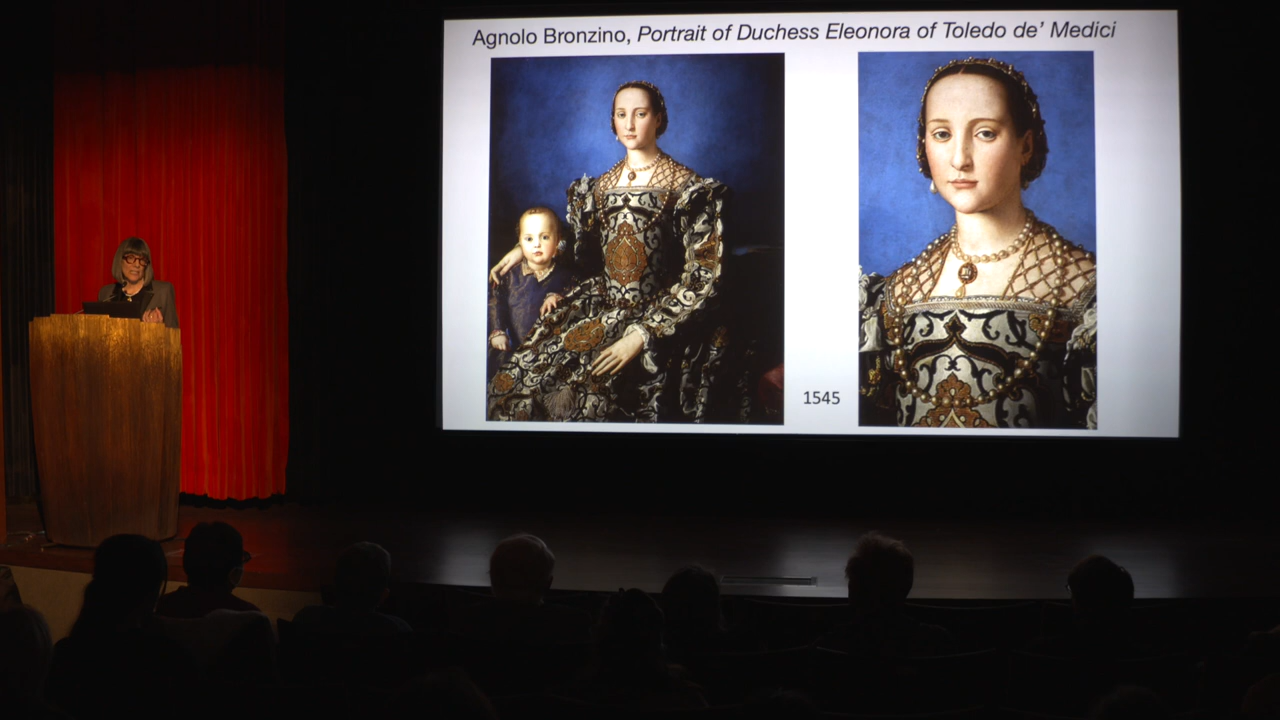 Agnolo Bronzino, Portrait of Duchess Eleonora of Toledo de’ Medici
1545